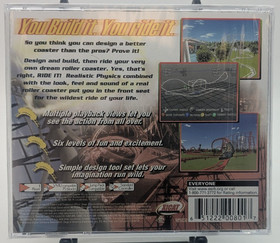 You build it. You ride it.
So you think you can design a better
coaster than the pros? Prove it!
Design and build, then ride your very
own dream roller coaster. Yes, that's
right, RIDE IT! Realistic Physics combined
with the look, feel and sound of a real
roller coaster put you in the front seat
for the wildest ride of your life.
Multiple playback views let you
see the action from all over.
Six levels of fun and excitement.
Simple design tool set lets your
imagination run wild.
EVERYONE